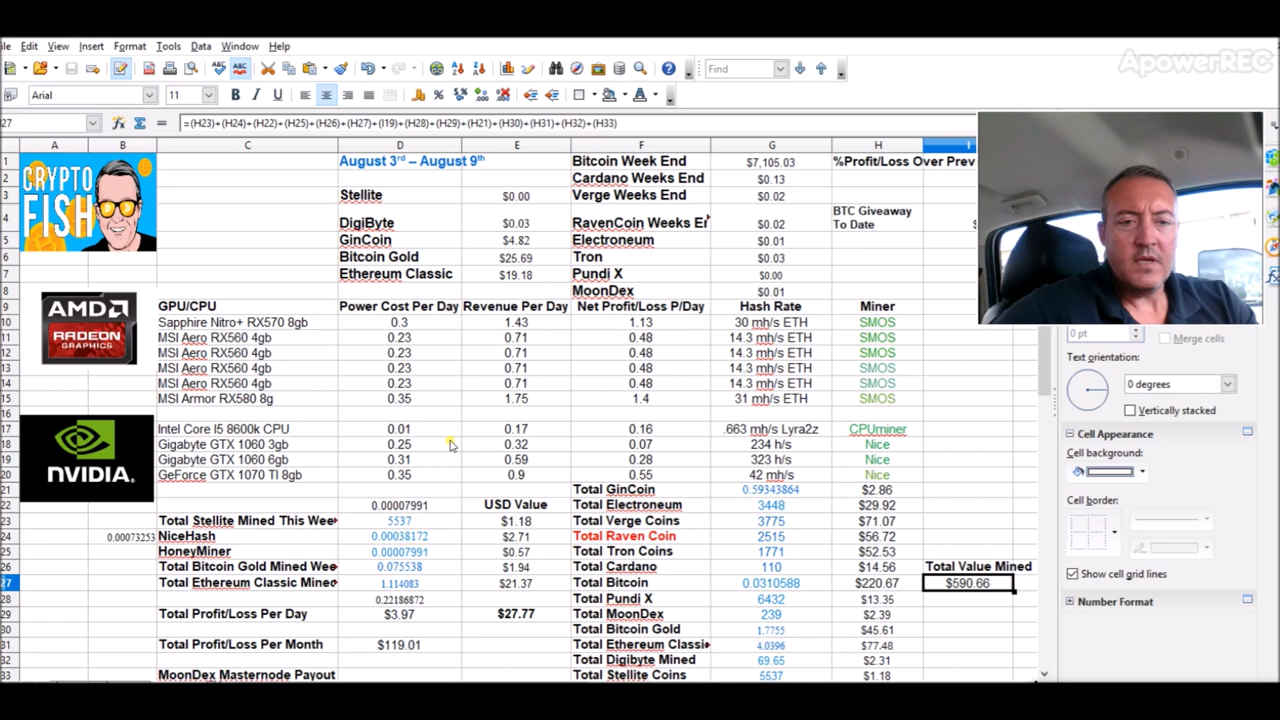 ApowerREC
File Edit View Insert Format Tools Data Window Help
Find
Arial 11
27 =(H23)+(H24)+(H22)+(H25)+(H26)+(H27)+(I19)+(H28)+(H29)+(H21)+(H30)+(H31)+(H32)+(H33)
A B C D E F G H I
1 August 3rd – August 9th Bitcoin Week End $7,105.03 %Profit/Loss Over Prev
2 Cardano Weeks End $0.13
3 Stellite $0.00 Verge Weeks End $0.02
4 DigiByte $0.03 RavenCoin Weeks E $0.02 BTC Giveaway To Date
5 GinCoin $4.82 Electroneum $0.01
6 Bitcoin Gold $25.69 Tron $0.03
7 Ethereum Classic $19.18 Pundi X $0.00
8 MoonDex $0.01
CRYPTO FISH
9 GPU/CPU Power Cost Per Day Revenue Per Day Net Profit/Loss P/Day Hash Rate Miner
10 Sapphire Nitro+ RX570 8gb 0.3 1.43 1.13 30 mh/s ETH SMOS
11 MSI Aero RX560 4gb 0.23 0.71 0.48 14.3 mh/s ETH SMOS
12 MSI Aero RX560 4gb 0.23 0.71 0.48 14.3 mh/s ETH SMOS
13 MSI Aero RX560 4gb 0.23 0.71 0.48 14.3 mh/s ETH SMOS
14 MSI Aero RX560 4gb 0.23 0.71 0.48 14.3 mh/s ETH SMOS
15 MSI Armor RX580 8g 0.35 1.75 1.4 31 mh/s ETH SMOS
AMD RADEON GRAPHICS
16
17 Intel Core I5 8600k CPU 0.01 0.17 0.16 .663 mh/s Lyra2z CPUminer
18 Gigabyte GTX 1060 3gb 0.25 0.32 0.07 234 h/s Nice
19 Gigabyte GTX 1060 6gb 0.31 0.59 0.28 323 h/s Nice
20 GeForce GTX 1070 TI 8gb 0.35 0.9 0.55 42 mh/s Nice
NVIDIA.
21 Total GinCoin 0.59343864 $2.86
22 0.00007991 USD Value Total Electroneum 3448 $29.92
23 Total Stellite Mined This Wee 5537 $1.18 Total Verge Coins 3775 $71.07
24 0.00073253 NiceHash 0.00038172 $2.71 Total Raven Coin 2515 $56.72
25 HoneyMiner 0.00007991 $0.57 Total Tron Coins 1771 $52.53
26 Total Bitcoin Gold Mined Wee 0.075538 $1.94 Total Cardano 110 $14.56 Total Value Mined
27 Total Ethereum Classic Mined 1.114083 $21.37 Total Bitcoin 0.0310588 $220.67 $590.66
28 0.22186872 Total Pundi X 6432 $13.35
29 Total Profit/Loss Per Day $3.97 $27.77 Total MoonDex 239 $2.39
30 Total Bitcoin Gold 1.7755 $45.61
31 Total Profit/Loss Per Month $119.01 Total Ethereum Classi 4.0396 $77.48
32 Total Digibyte Mined 69.65 $2.31
33 MoonDex Masternode Payout Total Stellite Coins 5537 $1.18
0 pt Merge cells
Text orientation:
0 degrees
Vertically stacked
Cell Appearance
Cell background:
Cell border:
Show cell grid lines
Number Format